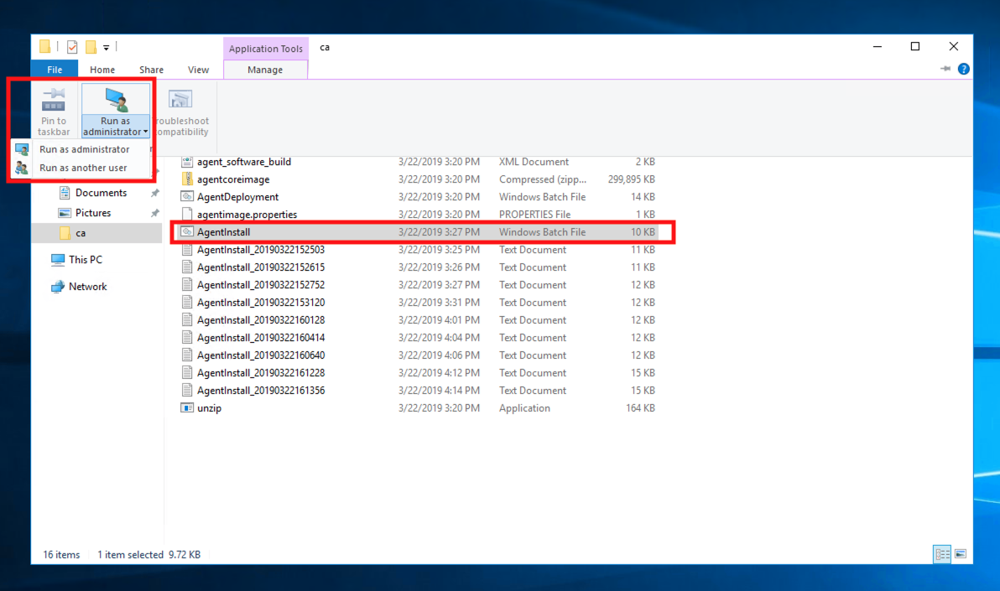 Application Tools ca
File Home Share View Manage
Pin to taskbar
Run as administrator
Run as administrator
Run as another user
Documents
Pictures
ca
This PC
Network
agent_software_build 3/22/2019 3:20 PM XML Document 2 KB
agentcoreimage 3/22/2019 3:20 PM Compressed (zipp... 299,895 KB
AgentDeployment 3/22/2019 3:20 PM Windows Batch File 14 KB
agentimage.properties 3/22/2019 3:20 PM PROPERTIES File 1 KB
AgentInstall 3/22/2019 3:27 PM Windows Batch File 10 KB
AgentInstall_20190322152503 3/22/2019 3:25 PM Text Document 11 KB
AgentInstall_20190322152615 3/22/2019 3:26 PM Text Document 11 KB
AgentInstall_20190322152752 3/22/2019 3:27 PM Text Document 12 KB
AgentInstall_20190322153120 3/22/2019 3:31 PM Text Document 12 KB
AgentInstall_20190322160128 3/22/2019 4:01 PM Text Document 12 KB
AgentInstall_20190322160414 3/22/2019 4:04 PM Text Document 12 KB
AgentInstall_20190322160640 3/22/2019 4:06 PM Text Document 12 KB
AgentInstall_20190322161228 3/22/2019 4:12 PM Text Document 15 KB
AgentInstall_20190322161356 3/22/2019 4:14 PM Text Document 15 KB
unzip 3/22/2019 3:20 PM Application 164 KB
16 items 1 item selected 9.72 KB